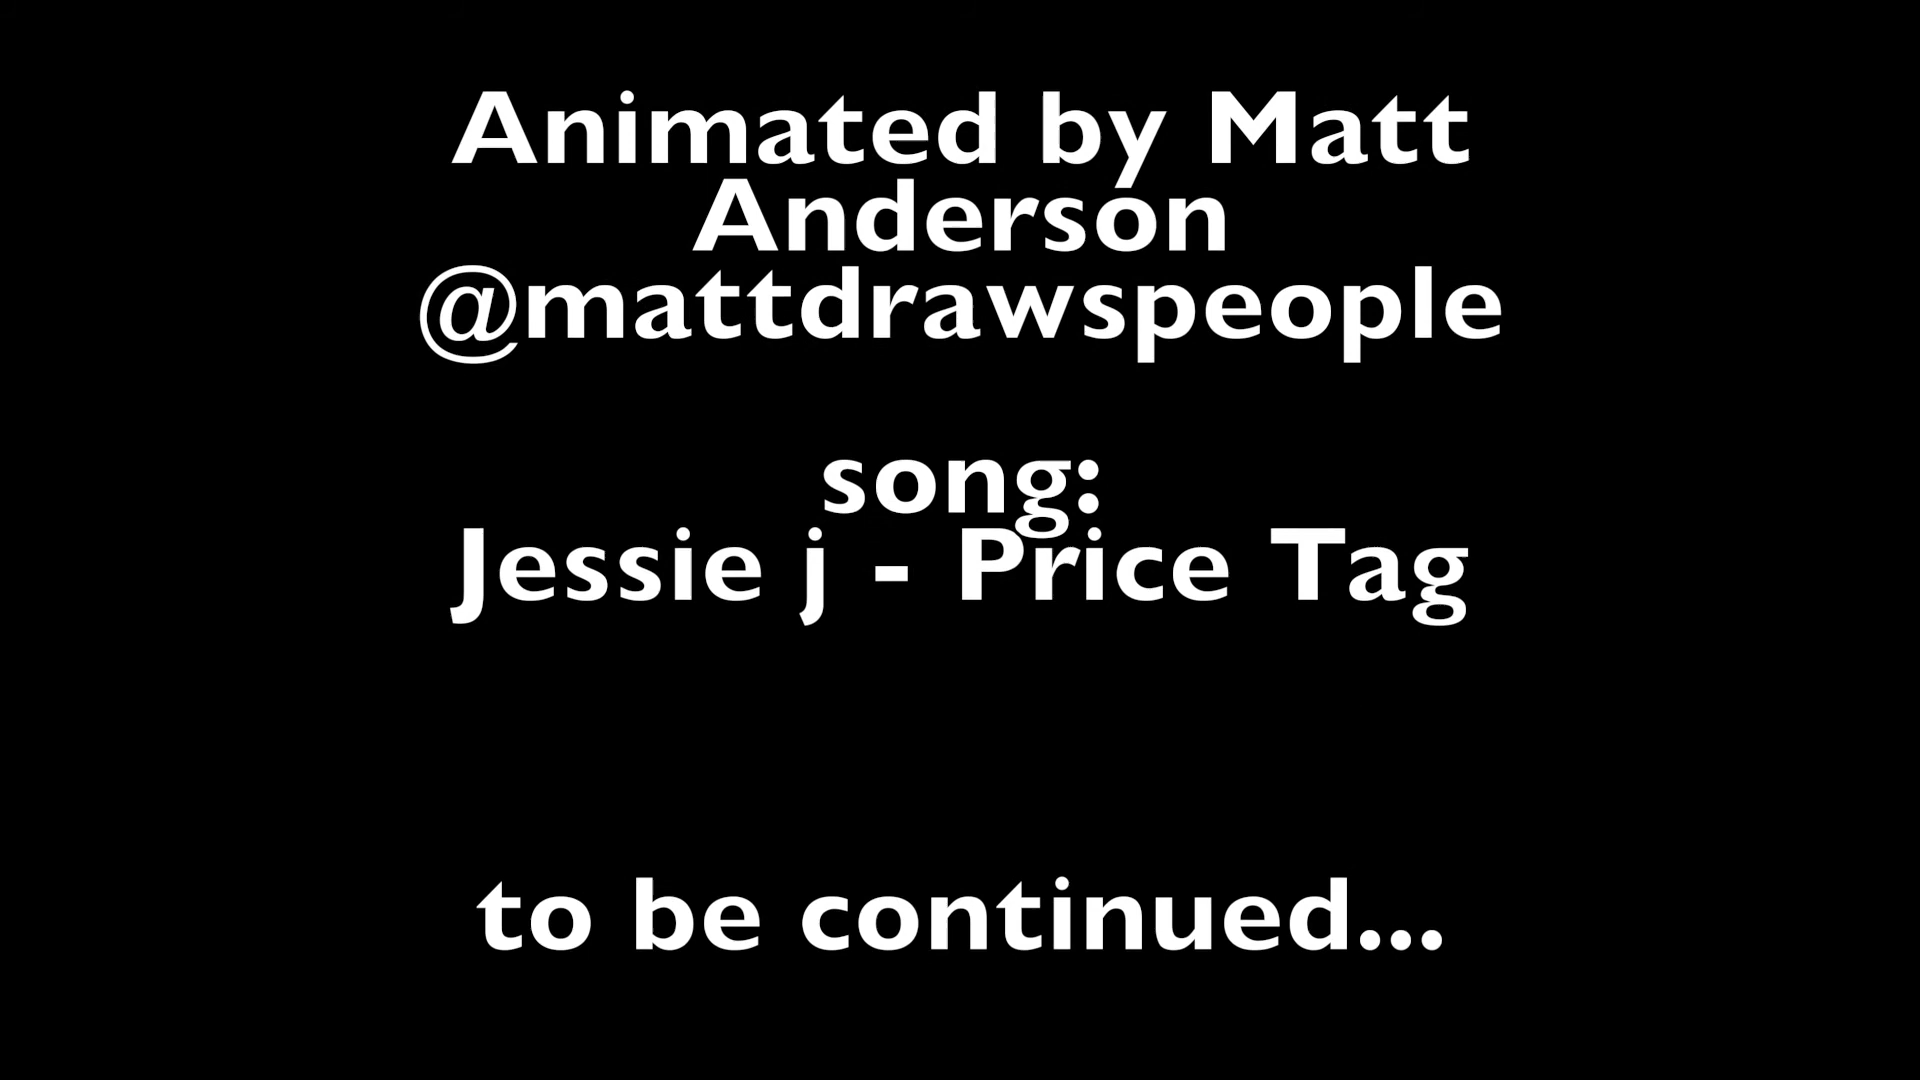 Animated by Matt
Anderson
@mattdrawspeople
song:
Jessie j - Price Tag
to be continued...